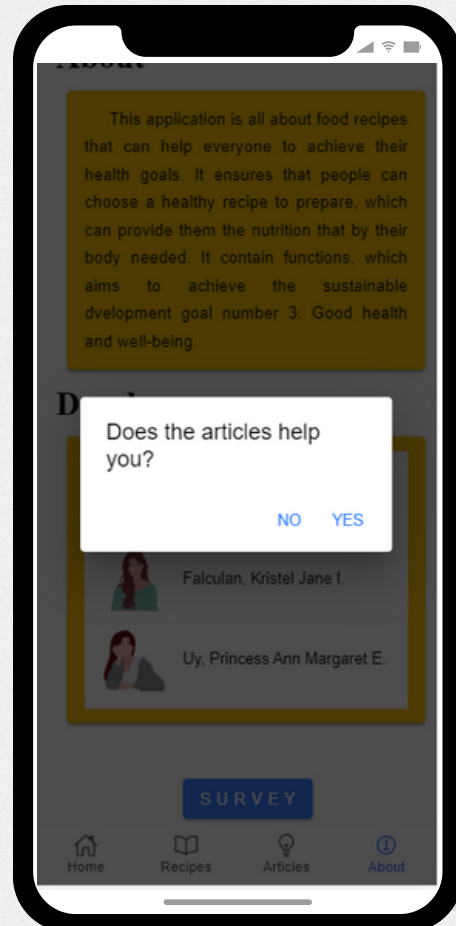 About
This application is all about food recipes
that can help everyone to achieve their
health goals. It ensures that people can
choose a healthy recipe to prepare, which
can provide them the nutrition that by their
body needed. It contain functions, which
aims to achieve the sustainable
dvelopment goal number 3: Good health
and well-being.
Does the articles help
you?
NO YES
Falculan, Kristel Jane I.
Uy, Princess Ann Margaret E.
SURVEY
Home Recipes Articles About